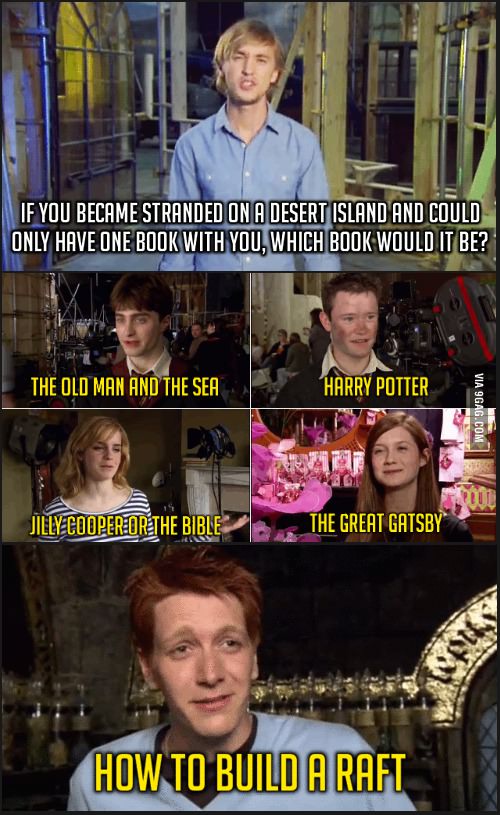 IF YOU BECAME STRANDED ON A DESERT ISLAND AND COULD
ONLY HAVE ONE BOOK WITH YOU, WHICH BOOK WOULD IT BE?
THE OLD MAN AND THE SEA
HARRY POTTER
VIA 9GAG.COM
JILLY COOPER OR THE BIBLE
THE GREAT GATSBY
HOW TO BUILD A RAFT